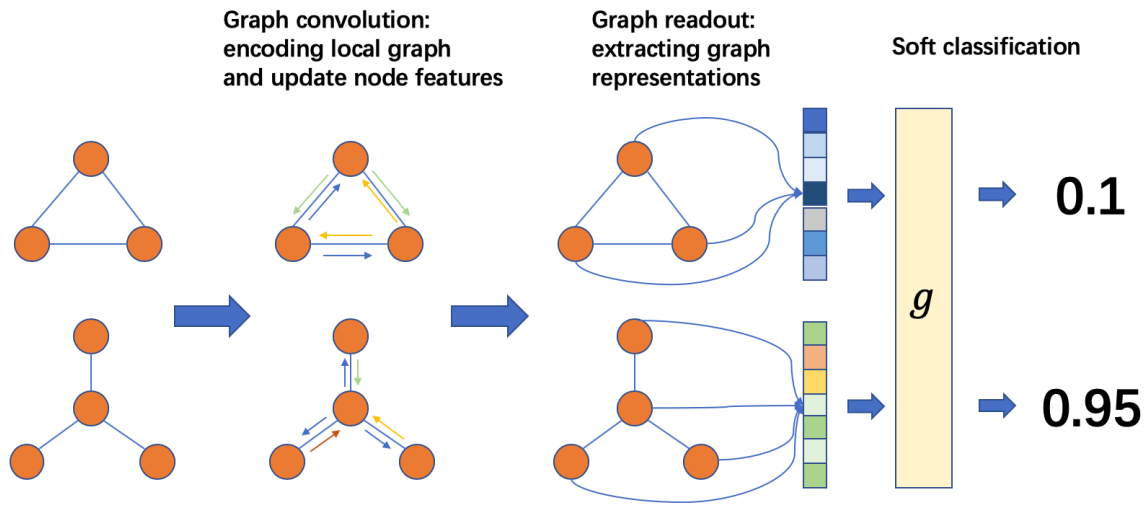 Graph convolution:
encoding local graph
and update node features
Graph readout:
extracting graph
representations
Soft classification
g
0.1
0.95